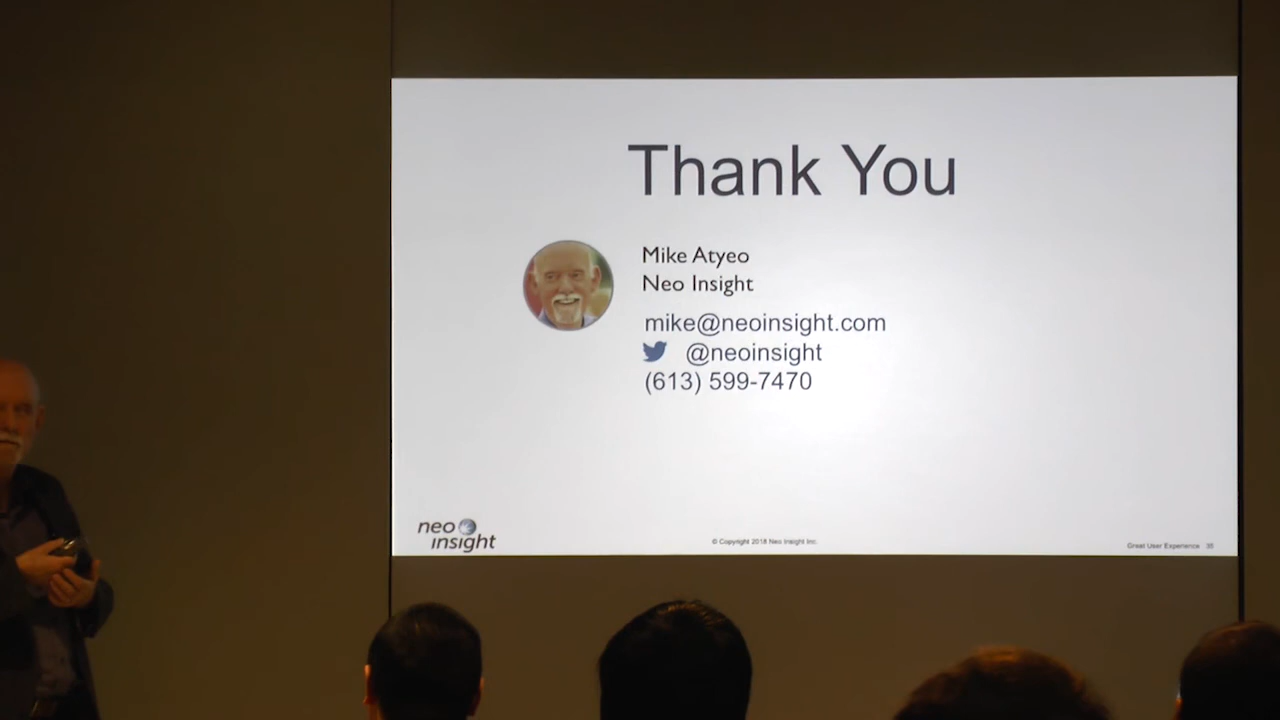 Thank You
Mike Atyeo
Neo Insight
mike@neoinsight.com
@neoinsight
(613) 599-7470
neo
insight
© Copyright 2018 Neo Insight Inc.
Great User Experience 35